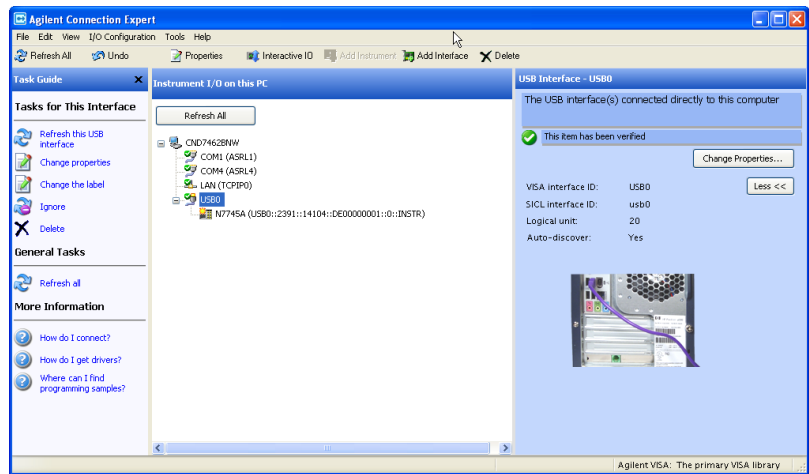 Agilent Connection Expert
File Edit View I/O Configuration Tools Help
Refresh All Undo Properties Interactive IO Add Instrument Add Interface Delete
Task Guide
Tasks for This Interface
Refresh this USB
interface
Change properties
Change the label
Ignore
Delete
General Tasks
Refresh all
More Information
How do I connect?
How do I get drivers?
Where can I find
programming samples?
Instrument I/O on this PC
Refresh All
CND7462BNW
COM1 (ASRL1)
COM4 (ASRL4)
LAN (TCPIP0)
USB0
N7745A (USB0::2391::14104::DE00000001::0::INSTR)
USB Interface - USB0
The USB interface(s) connected directly to this computer
This item has been verified
Change Properties...
VISA interface ID: USB0
Less <<
SICL interface ID: usb0
Logical unit: 20
Auto-discover: Yes
Agilent VISA: The primary VISA library